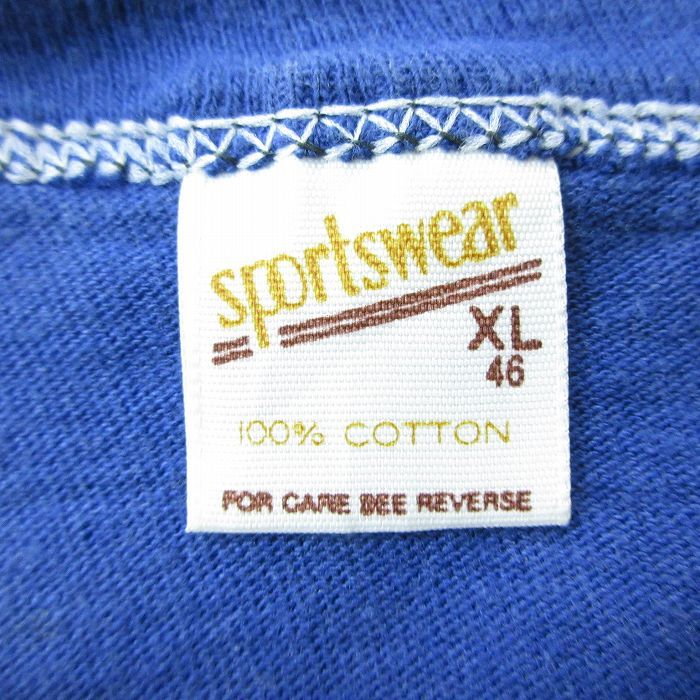 sportswear
XL
46
100% COTTON
FOR CARE SEE REVERSE